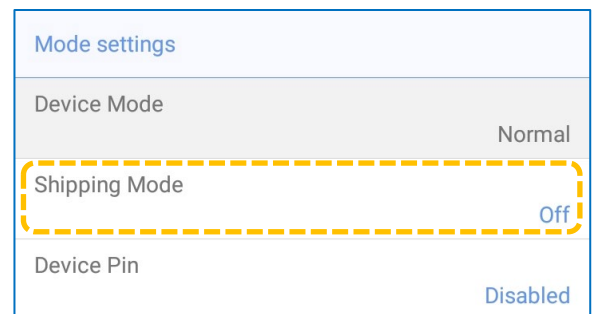 Mode settings
Device Mode
Normal
Shipping Mode
Off
Device Pin
Disabled